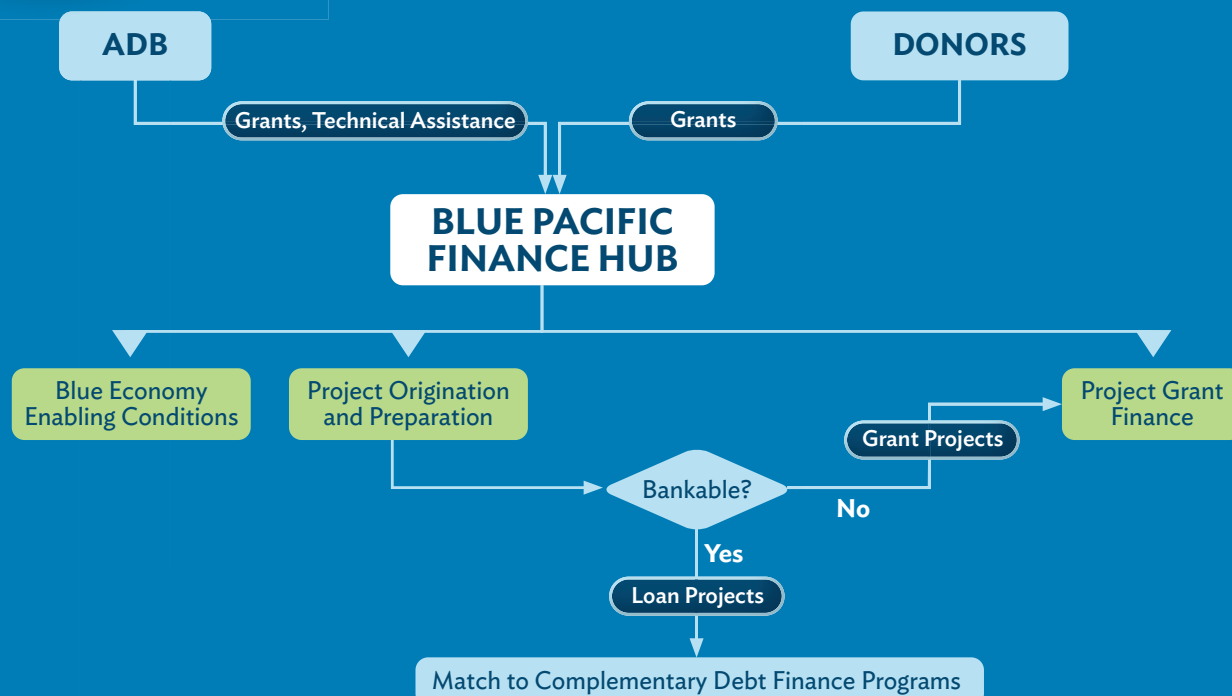 ADB
DONORS
Grants, Technical Assistance
Grants
BLUE PACIFIC
FINANCE HUB
Blue Economy
Enabling Conditions
Project Origination
and Preparation
Project Grant
Finance
Grant Projects
Bankable?
No
Yes
Loan Projects
Match to Complementary Debt Finance Programs